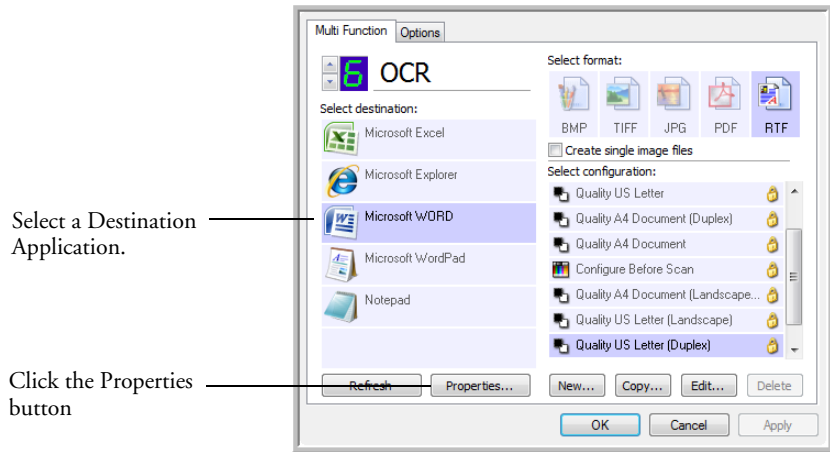 Multi Function
Options
6
OCR
Select destination:
Microsoft Excel
Microsoft Explorer
Microsoft WORD
Microsoft WordPad
Notepad
Refresh
Properties...
Select format:
BMP
TIFF
JPG
PDF
RTF
Create single image files
Select configuration:
Quality US Letter
Quality A4 Document (Duplex)
Quality A4 Document
Configure Before Scan
Quality A4 Document (Landscape...
Quality US Letter (Landscape)
Quality US Letter (Duplex)
New...
Copy...
Edit...
Delete
OK
Cancel
Apply
Select a Destination
Application.
Click the Properties
button